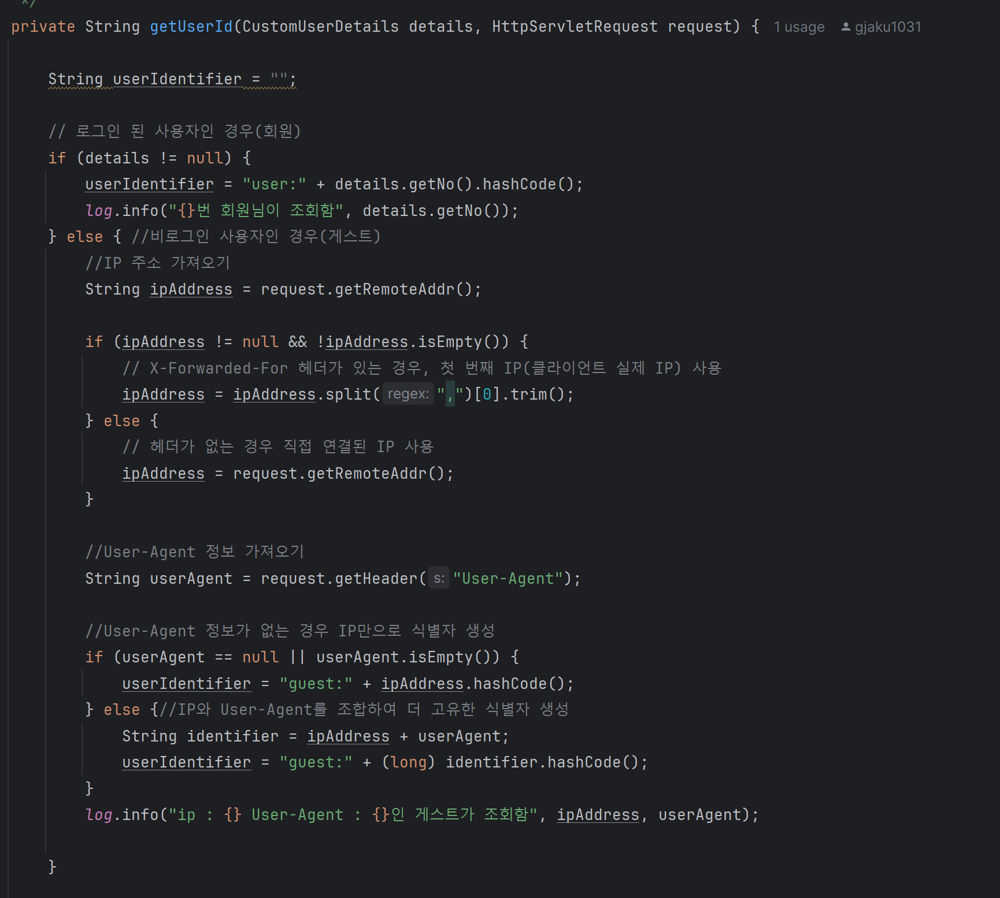 */
private String getUserId(CustomUserDetails details, HttpServletRequest request) { 1 usage gjaku1031
String userIdentifier = "";
// 로그인 된 사용자인 경우(회원)
if (details != null) {
userIdentifier = "user:" + details.getNo().hashCode();
log.info("{}번 회원님이 조회함", details.getNo());
} else { //비로그인 사용자인 경우(게스트)
//IP 주소 가져오기
String ipAddress = request.getRemoteAddr();
if (ipAddress != null && !ipAddress.isEmpty()) {
// X-Forwarded-For 헤더가 있는 경우, 첫 번째 IP(클라이언트 실제 IP) 사용
ipAddress = ipAddress.split( regex: ",")[0].trim();
} else {
// 헤더가 없는 경우 직접 연결된 IP 사용
ipAddress = request.getRemoteAddr();
}
//User-Agent 정보 가져오기
String userAgent = request.getHeader( s: "User-Agent");
//User-Agent 정보가 없는 경우 IP만으로 식별자 생성
if (userAgent == null || userAgent.isEmpty()) {
userIdentifier = "guest:" + ipAddress.hashCode();
} else {//IP와 User-Agent를 조합하여 더 고유한 식별자 생성
String identifier = ipAddress + userAgent;
userIdentifier = "guest:" + (long) identifier.hashCode();
}
log.info("ip : {} User-Agent : {}인 게스트가 조회함", ipAddress, userAgent);
}